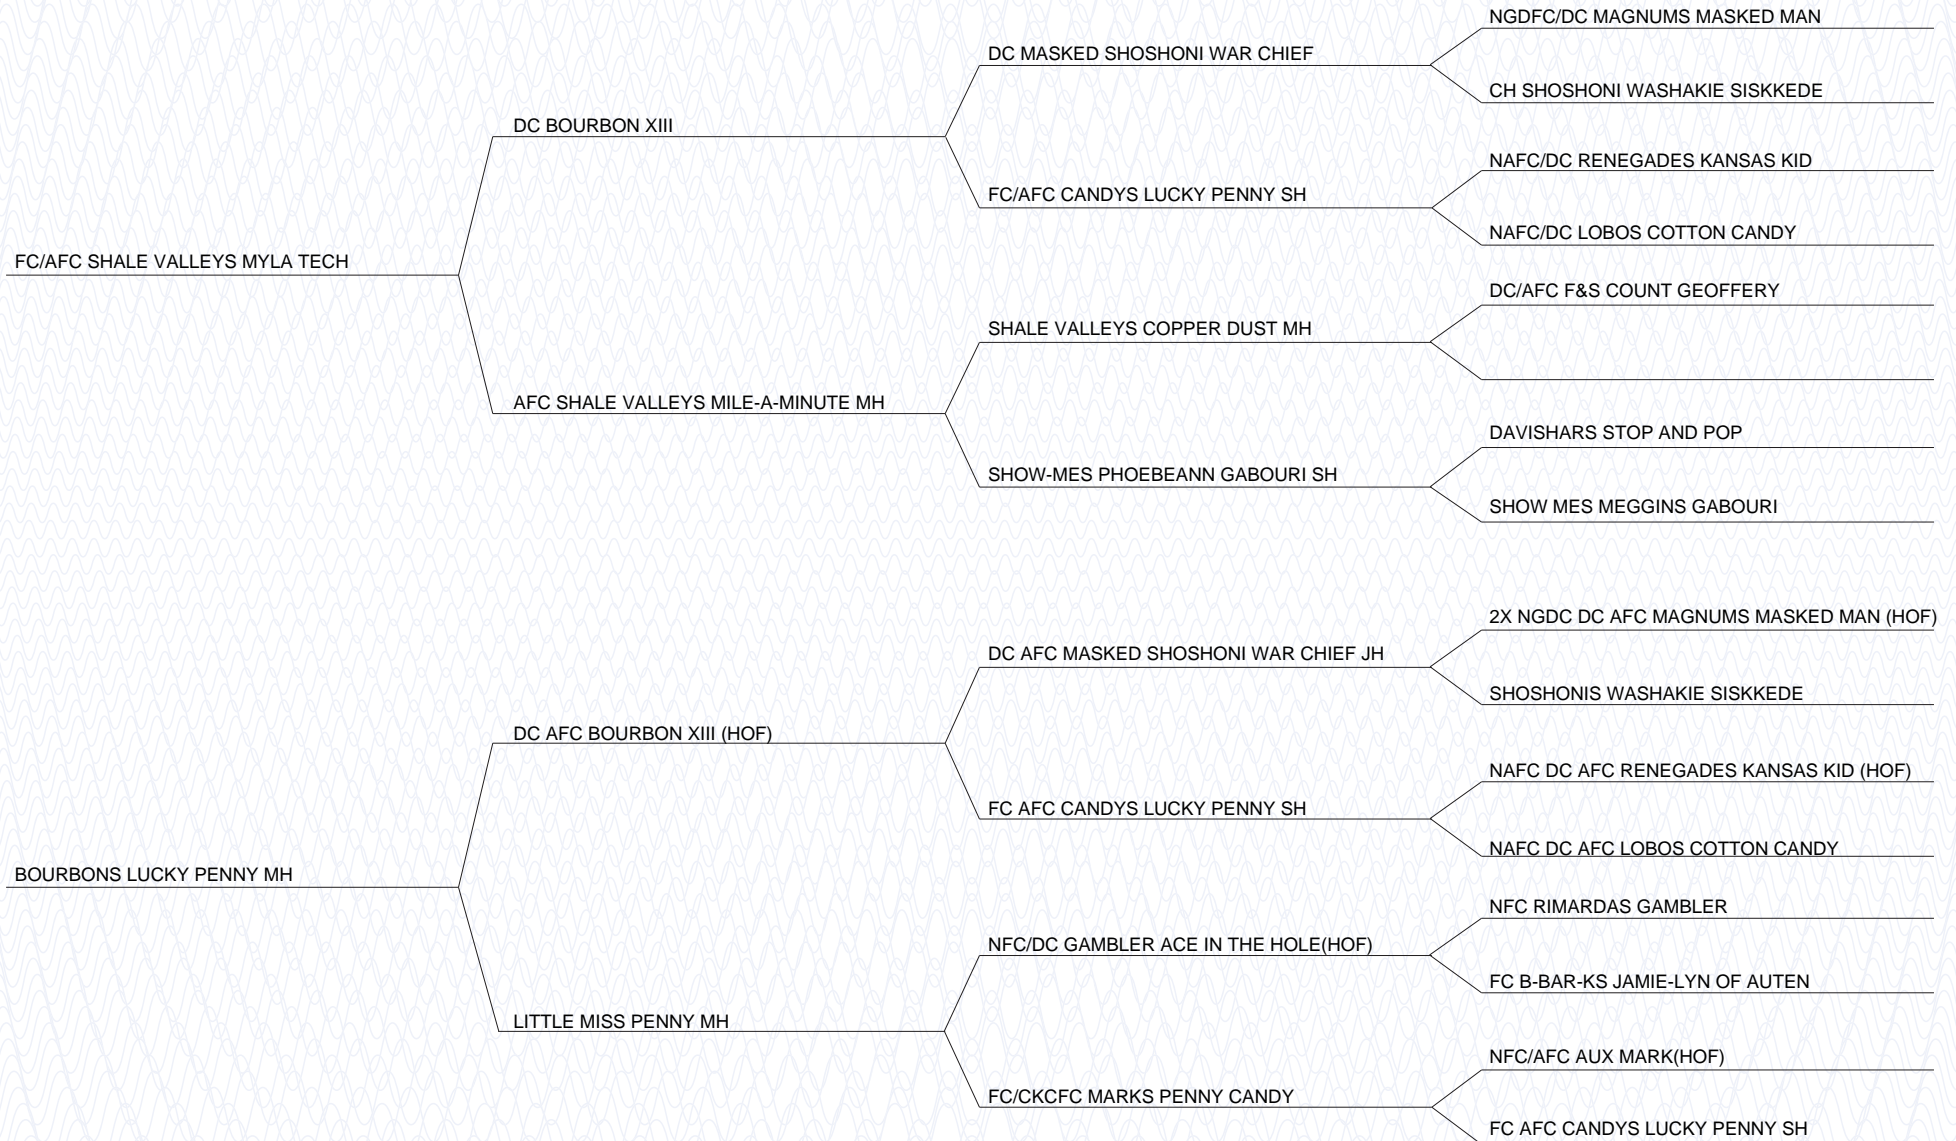 NGDFC/DC MAGNUMS MASKED MAN
DC MASKED SHOSHONI WAR CHIEF
CH SHOSHONI WASHAKIE SISKKEDE
DC BOURBON XIII
NAFC/DC RENEGADES KANSAS KID
FC/AFC CANDYS LUCKY PENNY SH
NAFC/DC LOBOS COTTON CANDY
FC/AFC SHALE VALLEYS MYLA TECH
DC/AFC F&S COUNT GEOFFERY
SHALE VALLEYS COPPER DUST MH
AFC SHALE VALLEYS MILE-A-MINUTE MH
DAVISHARS STOP AND POP
SHOW-MES PHOEBEANN GABOURI SH
SHOW MES MEGGINS GABOURI
2X NGDC DC AFC MAGNUMS MASKED MAN (HOF)
DC AFC MASKED SHOSHONI WAR CHIEF JH
SHOSHONIS WASHAKIE SISKKEDE
DC AFC BOURBON XIII (HOF)
NAFC DC AFC RENEGADES KANSAS KID (HOF)
FC AFC CANDYS LUCKY PENNY SH
NAFC DC AFC LOBOS COTTON CANDY
BOURBONS LUCKY PENNY MH
NFC RIMARDAS GAMBLER
NFC/DC GAMBLER ACE IN THE HOLE(HOF)
FC B-BAR-KS JAMIE-LYN OF AUTEN
LITTLE MISS PENNY MH
NFC/AFC AUX MARK(HOF)
FC/CKCFC MARKS PENNY CANDY
FC AFC CANDYS LUCKY PENNY SH